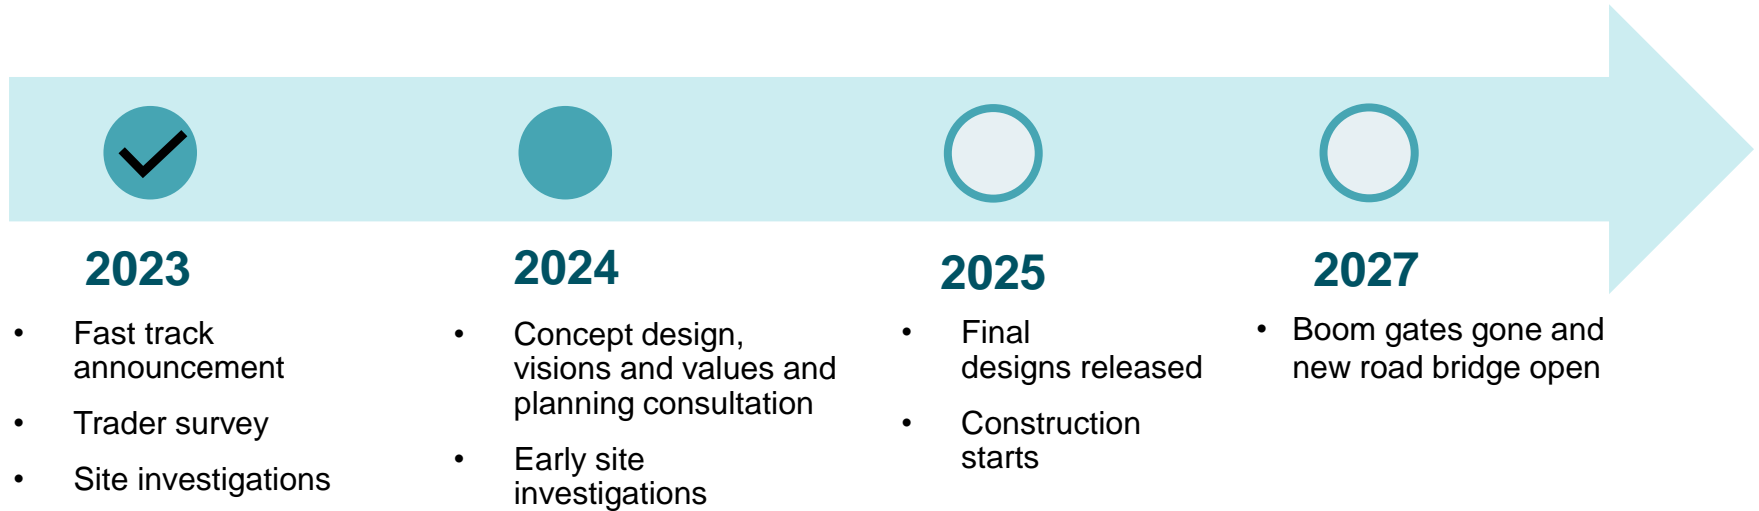 2023
• Fast track
announcement
• Trader survey
• Site investigations
2024
• Concept design,
visions and values and
planning consultation
• Early site
investigations
2025
• Final
designs released
• Construction
starts
2027
• Boom gates gone and
new road bridge open